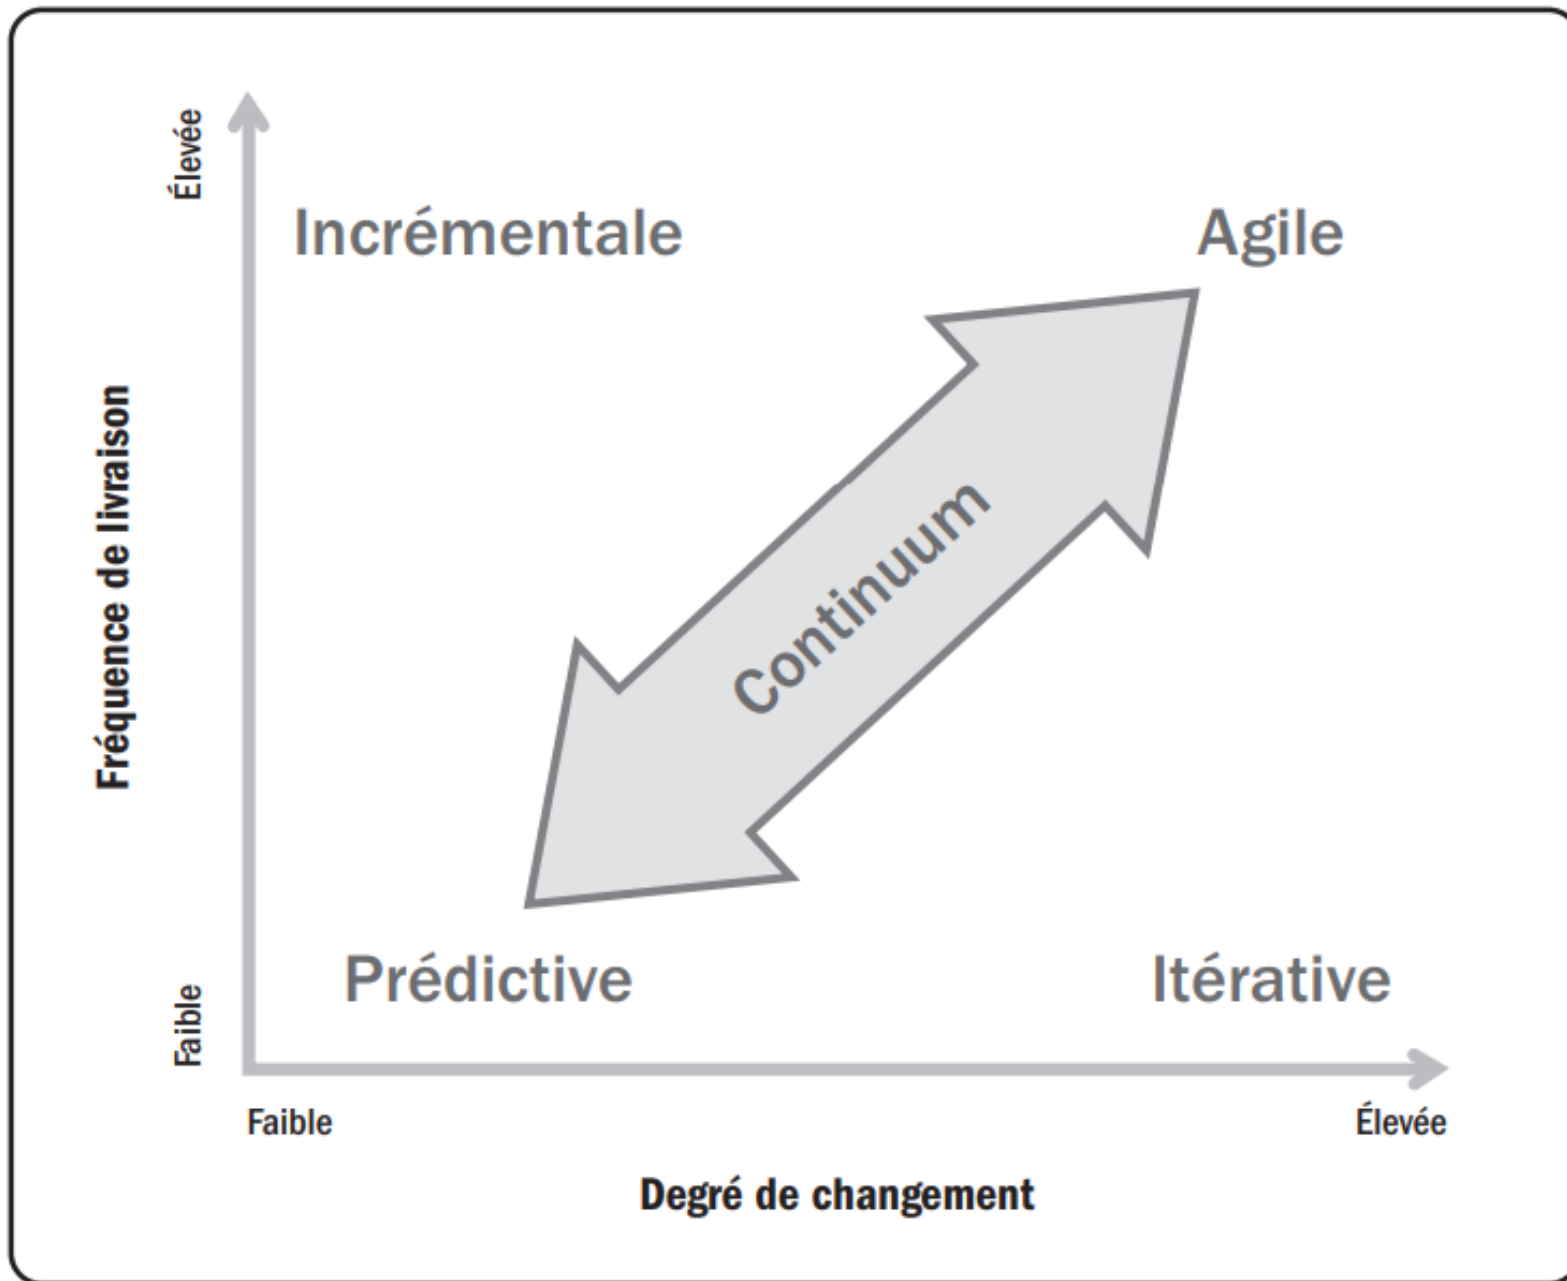 Élevée
Incrémentale
Agile
Fréquence de livraison
Continuum
Prédictive
Itérative
Faible
Faible
Élevée
Degré de changement